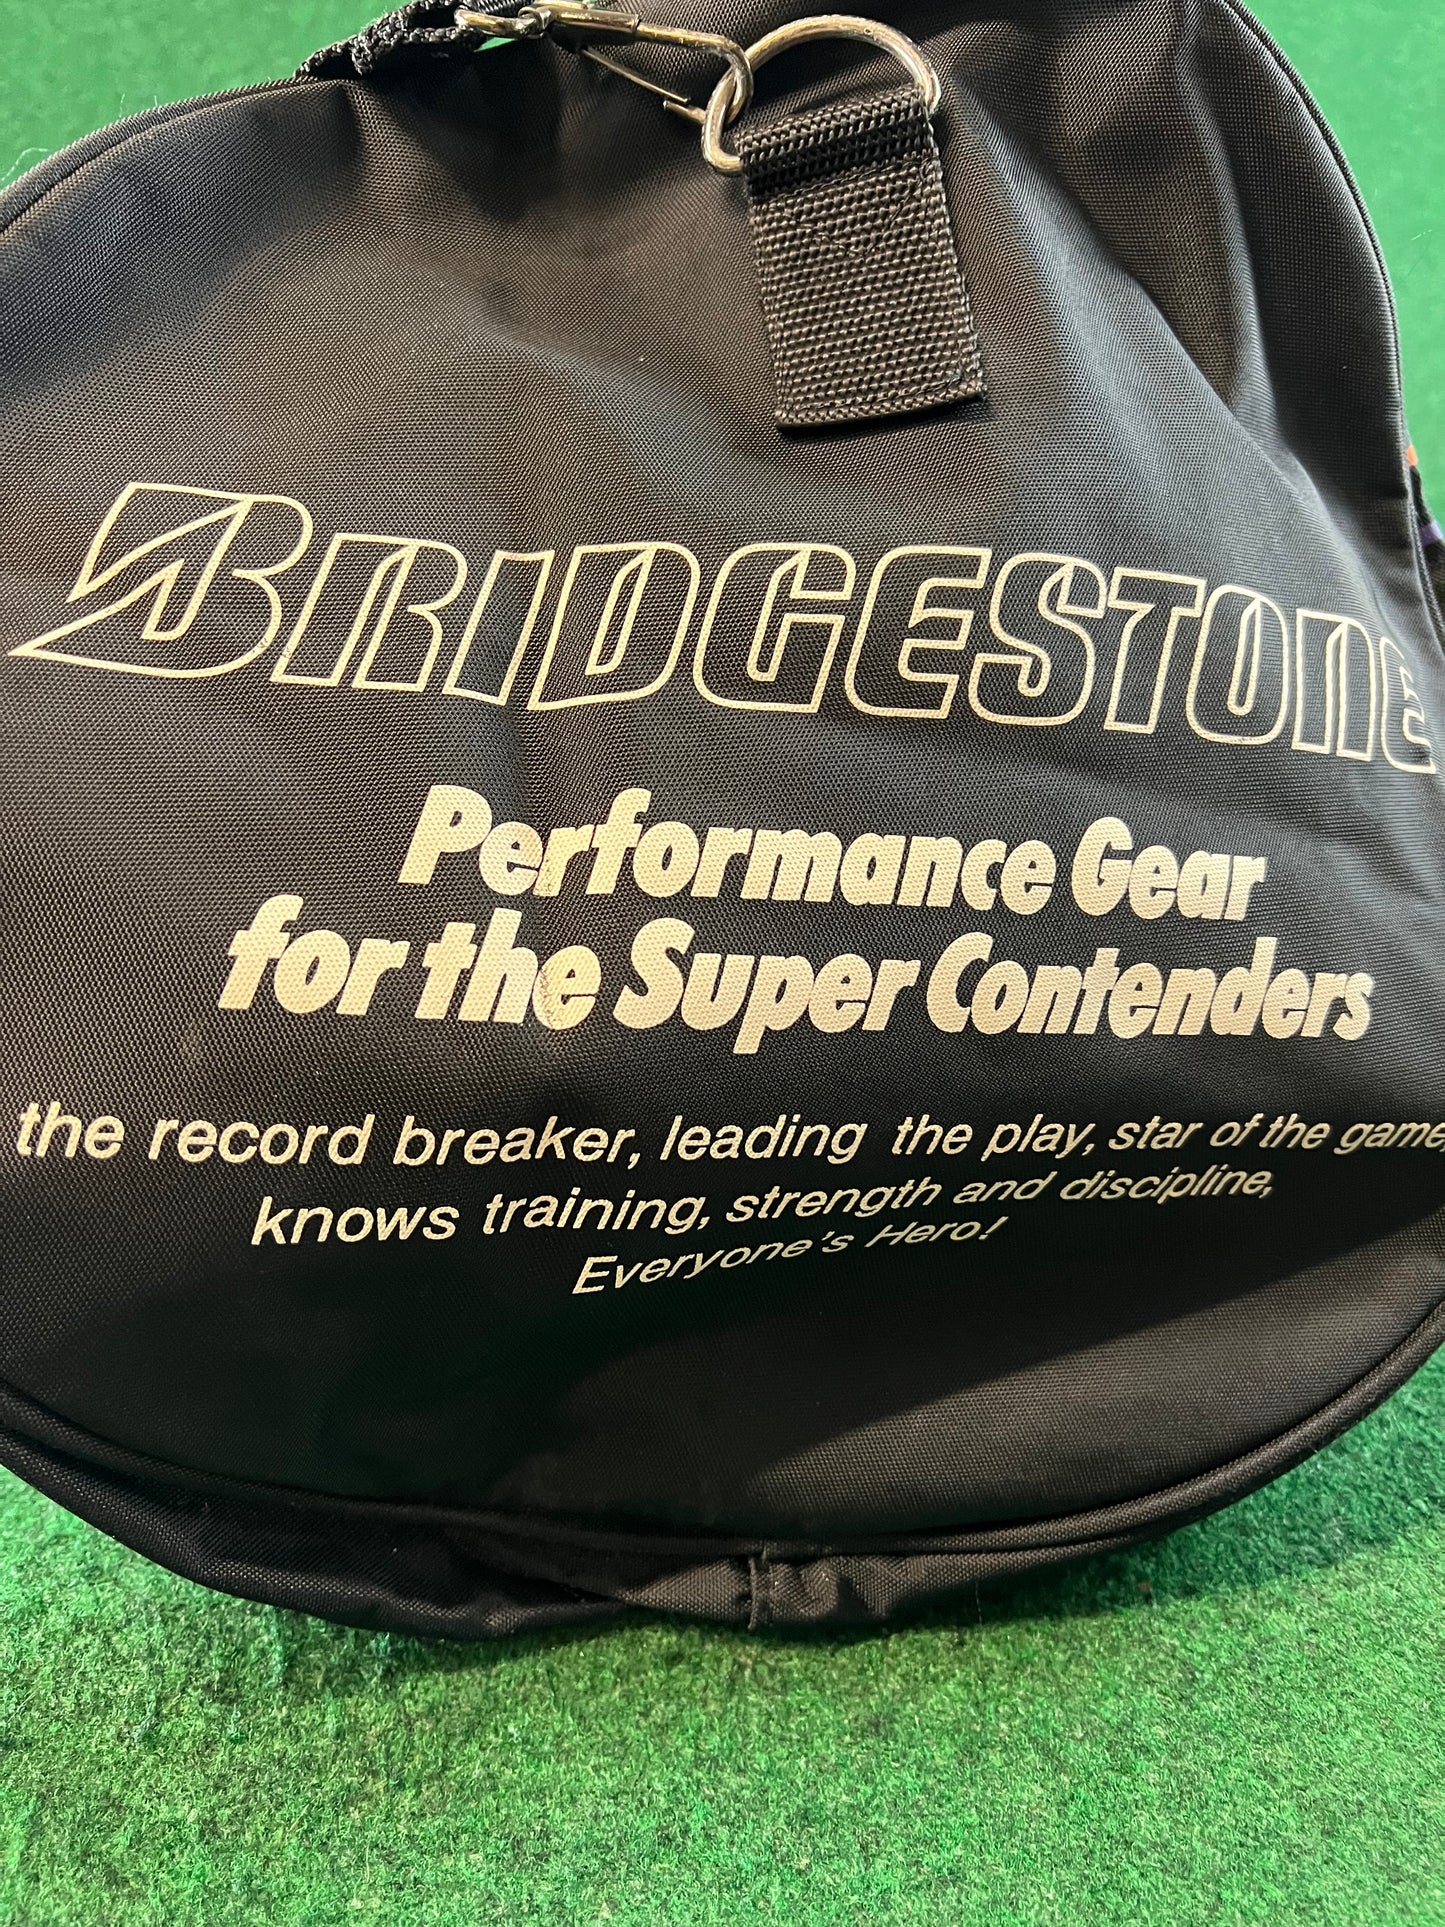 BRIDGESTONE
Performance Gear
for the Super Contenders
the record breaker, leading the play, star of the game,
knows training, strength and discipline,
Everyone's Hero!